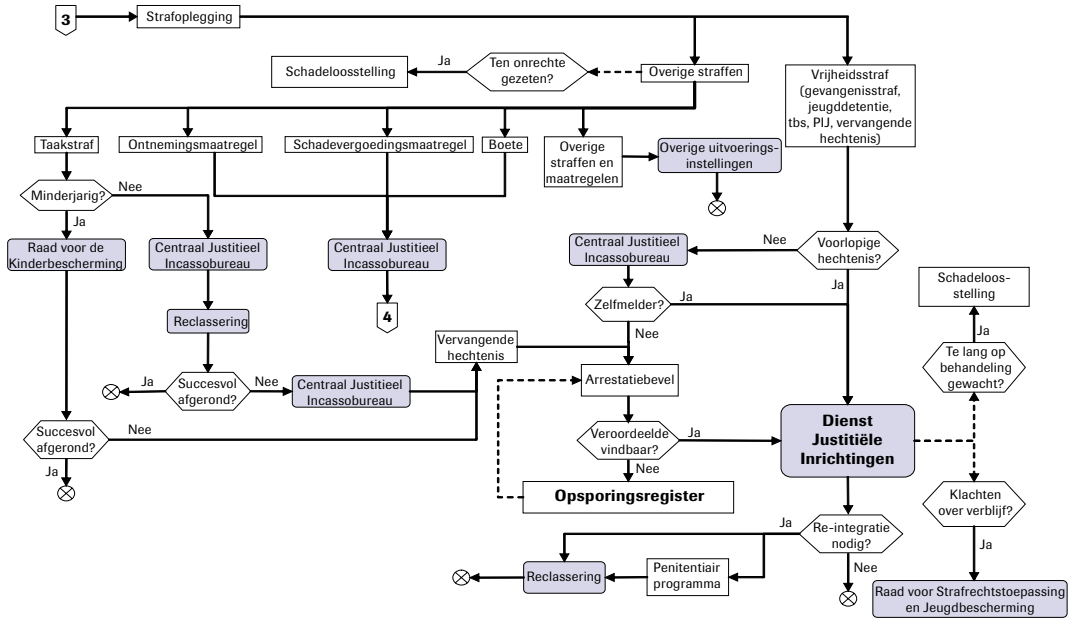 3
Strafoplegging
Schadeloosstelling
Ja
Ten onrechte
gezeten?
Overige straffen
Vrijheidsstraf
(gevangenisstraf,
jeugddetentie,
tbs, PIJ, vervangende
hechtenis)
Taakstraf
Ontnemingsmaatregel
Schadevergoedingsmaatregel
Boete
Overige
straffen en
maatregelen
Overige uitvoerings-
instellingen
Minderjarig?
Nee
Ja
Raad voor de
Kinderbescherming
Centraal Justitieel
Incassobureau
Centraal Justitieel
Incassobureau
Centraal Justitieel
Incassobureau
Nee
Voorlopige
hechtenis?
Ja
Schadeloos-
stelling
Zelfmelder?
Ja
Nee
Reclassering
4
Vervangende
hechtenis
Ja
Te lang op
behandeling
gewacht?
Arrestatiebevel
Ja
Succesvol
afgerond?
Nee
Centraal Justitieel
Incassobureau
Succesvol
afgerond?
Nee
Ja
Veroordeelde
vindbaar?
Ja
Nee
Dienst
Justitiële
Inrichtingen
Opsporingsregister
Klachten
over verblijf?
Ja
Ja
Re-integratie
nodig?
Nee
Reclassering
Penitentiair
programma
Raad voor Strafrechtstoepassing
en Jeugdbescherming